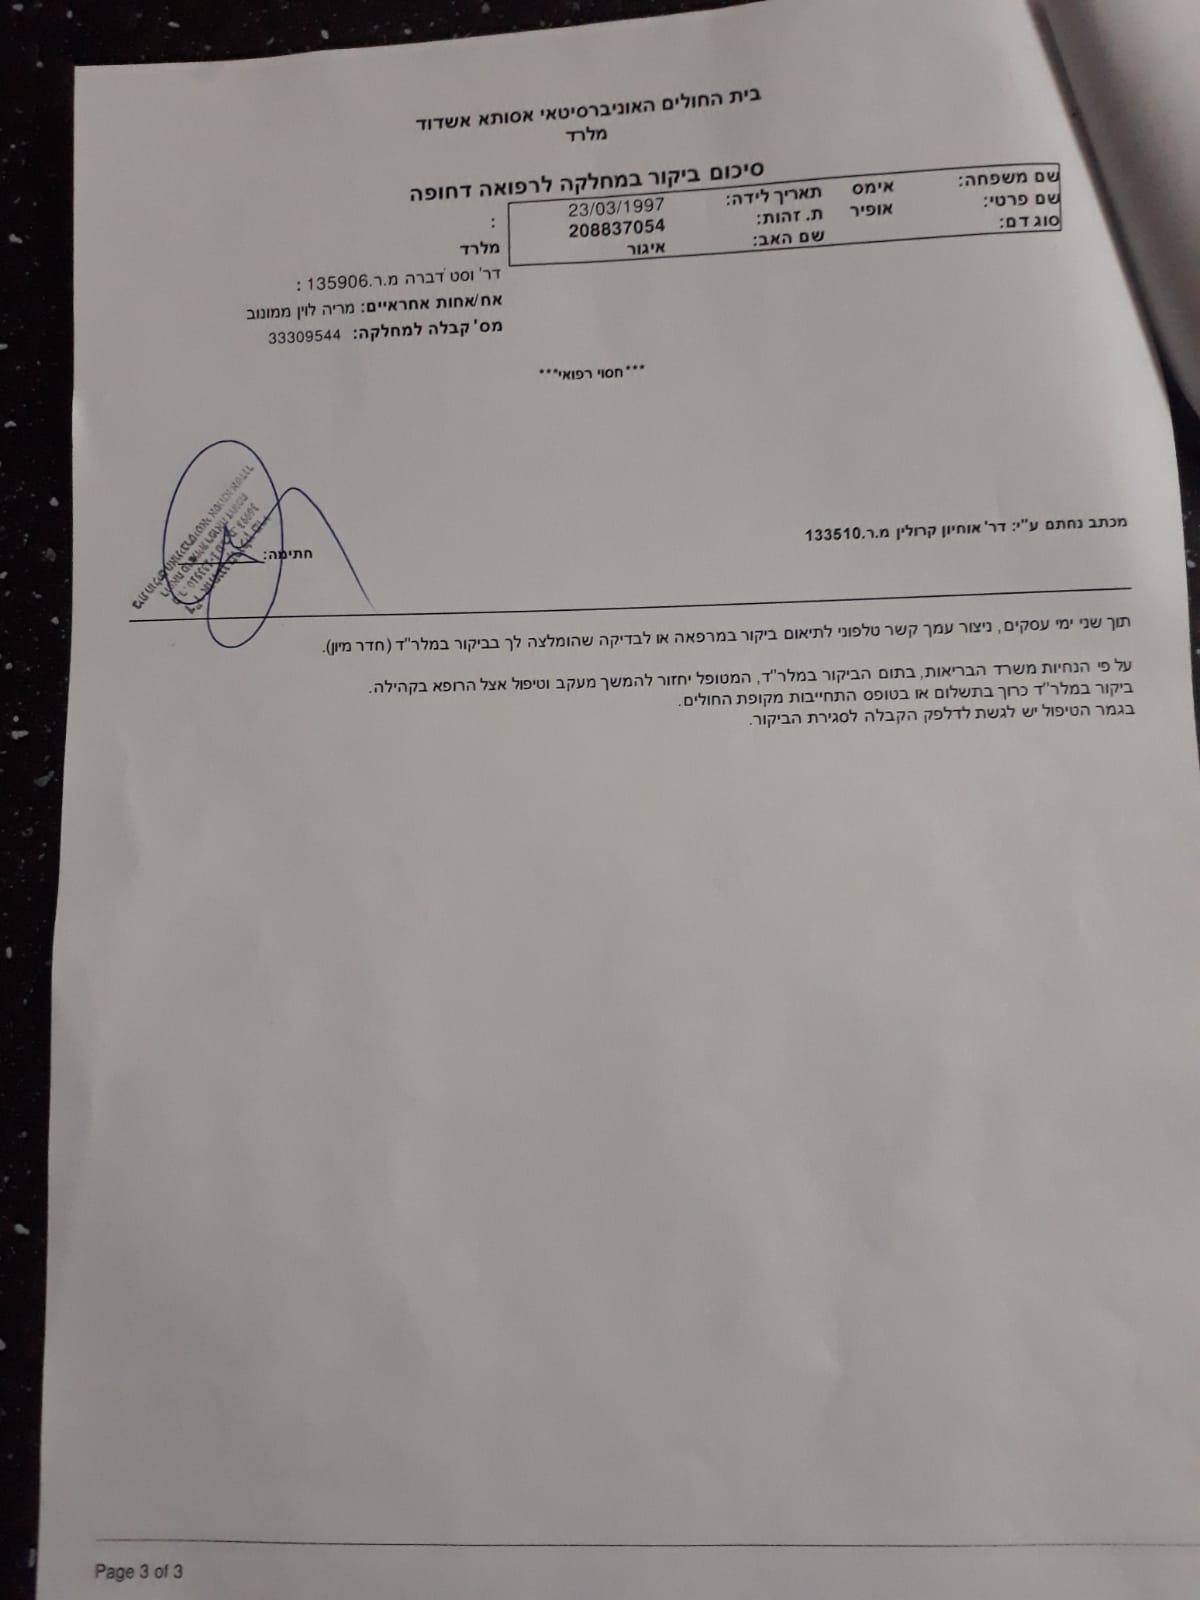 בית החולים האוניברסיטאי אסותא אשדוד
מלרד
סיכום ביקור במחלקה לרפואה דחופה
שם משפחה: אימס תאריך לידה: 23/03/1997
שם פרטי: אופיר ת. זהות: 208837054
סוג דם: שם האב: איגור
:
מלרד
דר' וסט דברה מ.ר.135906 :
אח/אחות אחראיים: מריה לוין ממונוב
מס' קבלה למחלקה: 33309544
***חסוי רפואי***
מכתב נחתם ע"י: דר' אוחיון קרולין מ.ר.133510
חתימה:
תוך שני ימי עסקים, ניצור עמך קשר טלפוני לתיאום ביקור במרפאה או לבדיקה שהומלצה לך בביקור במלר"ד (חדר מיון).
על פי הנחיות משרד הבריאות, בתום הביקור במלר"ד, המטופל יחזור להמשך מעקב וטיפול אצל הרופא בקהילה.
ביקור במלר"ד כרוך בתשלום או בטופס התחייבות מקופת החולים.
בגמר הטיפול יש לגשת לדלפק הקבלה לסגירת הביקור.
Page 3 of 3